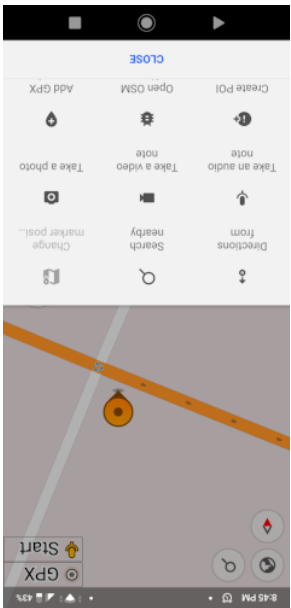 8:45 PM
43%
GPX
Start
Directions
from
Search
nearby
Change
marker posi...
Take an audio
note
Take a video
note
Take a photo
Create POI
Open OSM
Add GPX
CLOSE